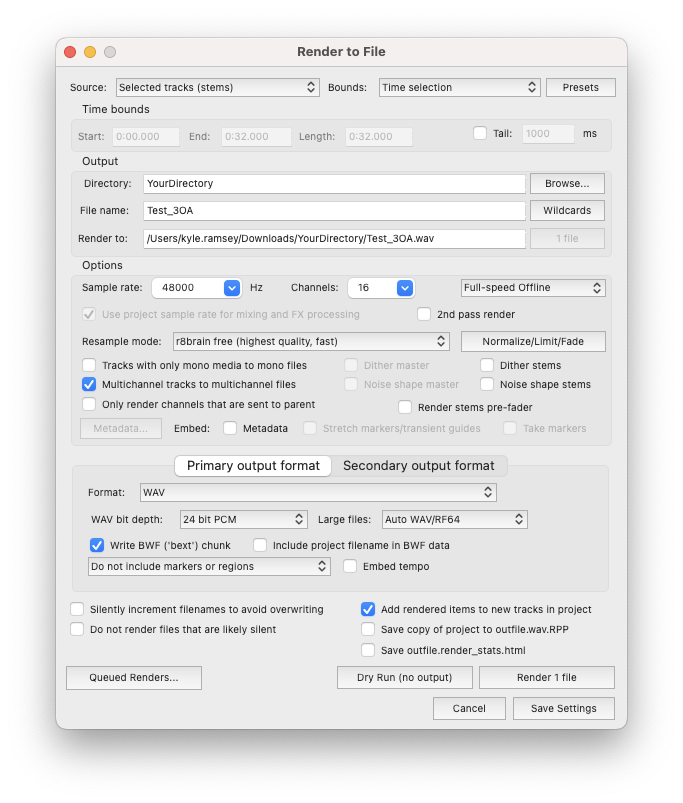 Render to File
Source: Selected tracks (stems) Bounds: Time selection Presets
Time bounds
Start: 0:00.000 End: 0:32.000 Length: 0:32.000 Tail: 1000 ms
Output
Directory: YourDirectory Browse...
File name: Test_3OA Wildcards
Render to: /Users/kyle.ramsey/Downloads/YourDirectory/Test_3OA.wav 1 file
Options
Sample rate: 48000 Hz Channels: 16 Full-speed Offline
Use project sample rate for mixing and FX processing 2nd pass render
Resample mode: r8brain free (highest quality, fast) Normalize/Limit/Fade
Tracks with only mono media to mono files Dither master Dither stems
Multichannel tracks to multichannel files Noise shape master Noise shape stems
Only render channels that are sent to parent Render stems pre-fader
Metadata... Embed: Metadata Stretch markers/transient guides Take markers
Primary output format Secondary output format
Format: WAV
WAV bit depth: 24 bit PCM Large files: Auto WAV/RF64
Write BWF ('bext') chunk Include project filename in BWF data
Do not include markers or regions Embed tempo
Silently increment filenames to avoid overwriting Add rendered items to new tracks in project
Do not render files that are likely silent Save copy of project to outfile.wav.RPP
Save outfile.render_stats.html
Queued Renders... Dry Run (no output) Render 1 file
Cancel Save Settings